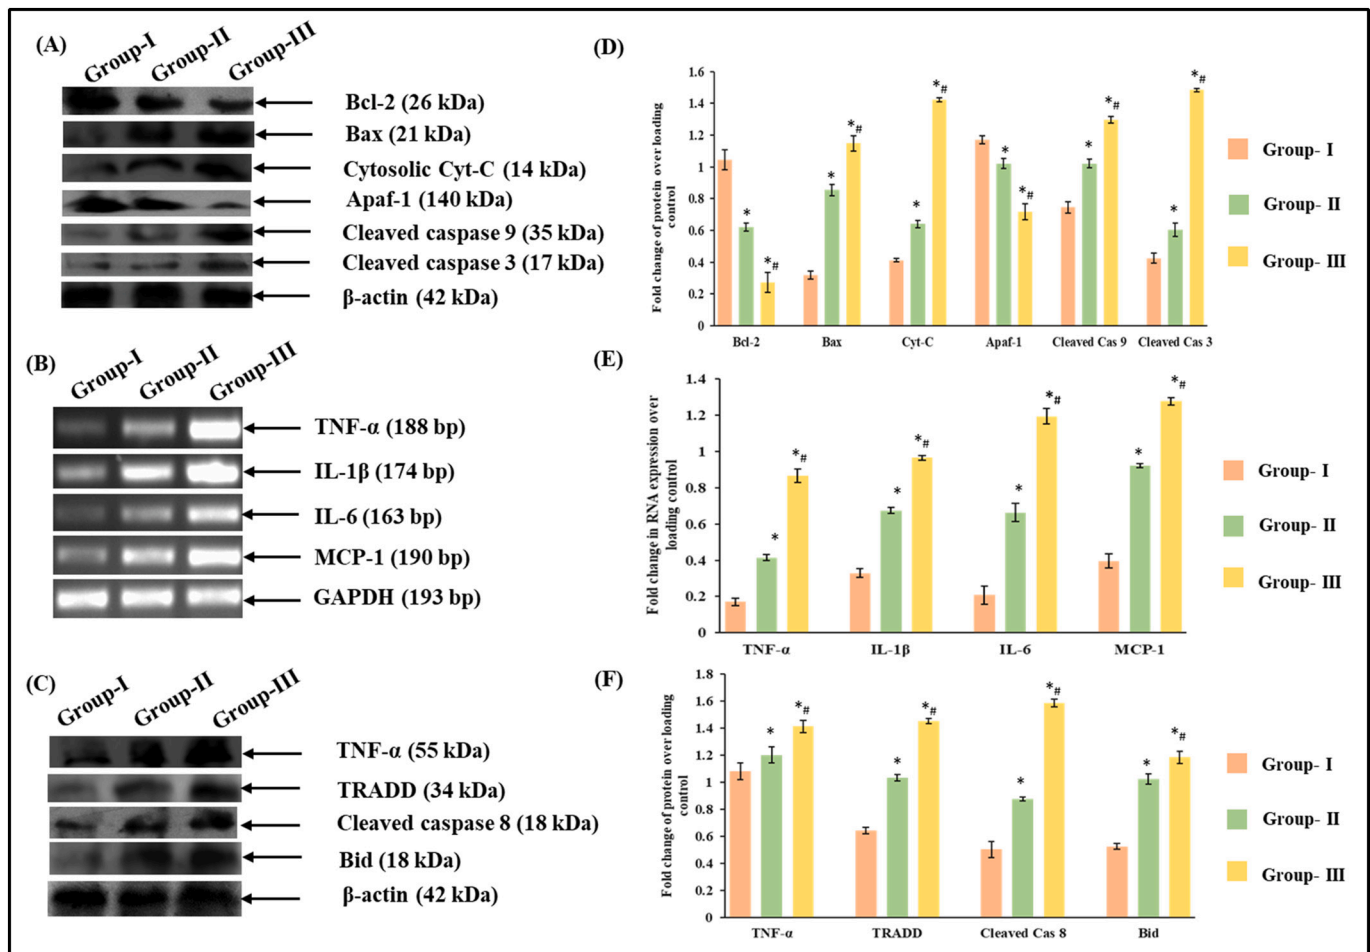 (A)
Group-I
Group-II
Group-III
Bcl-2 (26 kDa)
Bax (21 kDa)
Cytosolic Cyt-C (14 kDa)
Apaf-1 (140 kDa)
Cleaved caspase 9 (35 kDa)
Cleaved caspase 3 (17 kDa)
β-actin (42 kDa)
(D)
Fold change of protein over loading
control
1.6
1.4
1.2
1
0.8
0.6
0.4
0.2
0
*
*#
*
*#
*
*#
*
*#
*
*#
*
*#
Bcl-2
Bax
Cyt-C
Apaf-1
Cleaved Cas 9
Cleaved Cas 3
Group- I
Group- II
Group- III
(B)
Group-I
Group-II
Group-III
TNF-α (188 bp)
IL-1β (174 bp)
IL-6 (163 bp)
MCP-1 (190 bp)
GAPDH (193 bp)
(E)
Fold change in RNA expression over
loading control
1.4
1.2
1
0.8
0.6
0.4
0.2
0
*
*#
*
*#
*
*#
*
*#
TNF-α
IL-1β
IL-6
MCP-1
Group- I
Group- II
Group- III
(C)
Group-I
Group-II
Group-III
TNF-α (55 kDa)
TRADD (34 kDa)
Cleaved caspase 8 (18 kDa)
Bid (18 kDa)
β-actin (42 kDa)
(F)
Fold change of protein over loading
control
1.8
1.6
1.4
1.2
1
0.8
0.6
0.4
0.2
0
*
*#
*
*#
*
*#
*
*#
TNF-α
TRADD
Cleaved Cas 8
Bid
Group- I
Group- II
Group- III